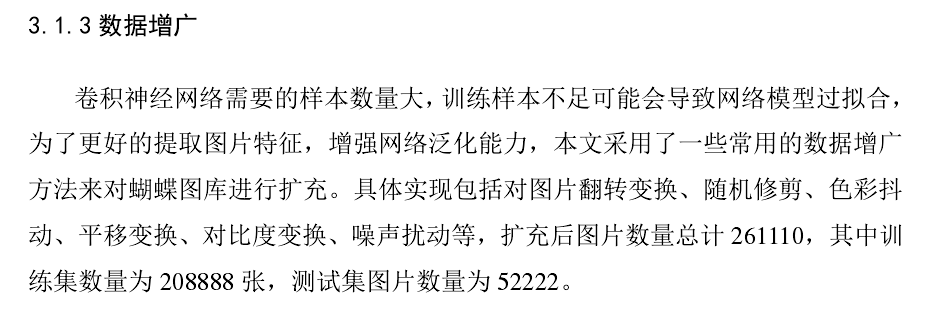 3.1.3 数据增广
卷积神经网络需要的样本数量大，训练样本不足可能会导致网络模型过拟合，
为了更好的提取图片特征，增强网络泛化能力，本文采用了一些常用的数据增广
方法来对蝴蝶图库进行扩充。具体实现包括对图片翻转变换、随机修剪、色彩抖
动、平移变换、对比度变换、噪声扰动等，扩充后图片数量总计 261110，其中训
练集数量为 208888 张，测试集图片数量为 52222。